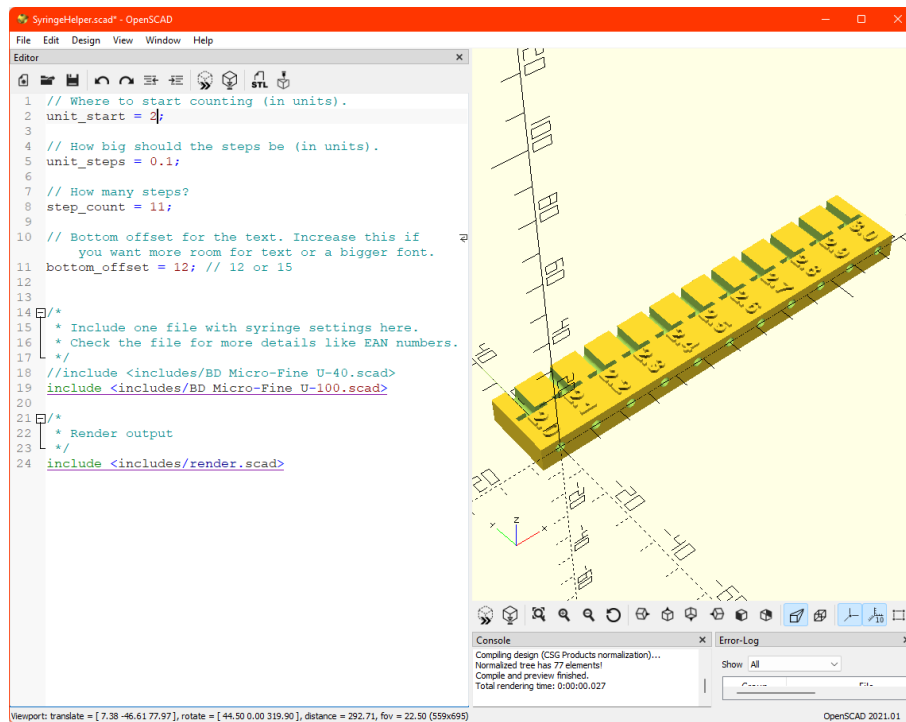 SyringeHelper.scad* - OpenSCAD
File Edit Design View Window Help
Editor
STL
1 // Where to start counting (in units).
2 unit_start = 2;
3
4 // How big should the steps be (in units).
5 unit_steps = 0.1;
6
7 // How many steps?
8 step_count = 11;
9
10 // Bottom offset for the text. Increase this if
you want more room for text or a bigger font.
11 bottom_offset = 12; // 12 or 15
12
13
14 /*
15 * Include one file with syringe settings here.
16 * Check the file for more details like EAN numbers.
17 */
18 //include <includes/BD Micro-Fine U-40.scad>
19 include <includes/BD Micro-Fine U-100.scad>
20
21 /*
22 * Render output
23 */
24 include <includes/render.scad>
2.0 2.1 2.2 2.3 2.4 2.5 2.6 2.7 2.8 2.9 3.0
z
y
x
10
Console
Compiling design (CSG Products normalization)...
Normalized tree has 77 elements!
Compile and preview finished.
Total rendering time: 0:00:00.027
Error-Log
Show All
Viewport: translate = [ 7.38 -46.61 77.97 ], rotate = [ 44.50 0.00 319.90 ], distance = 292.71, fov = 22.50 (559x695)
OpenSCAD 2021.01